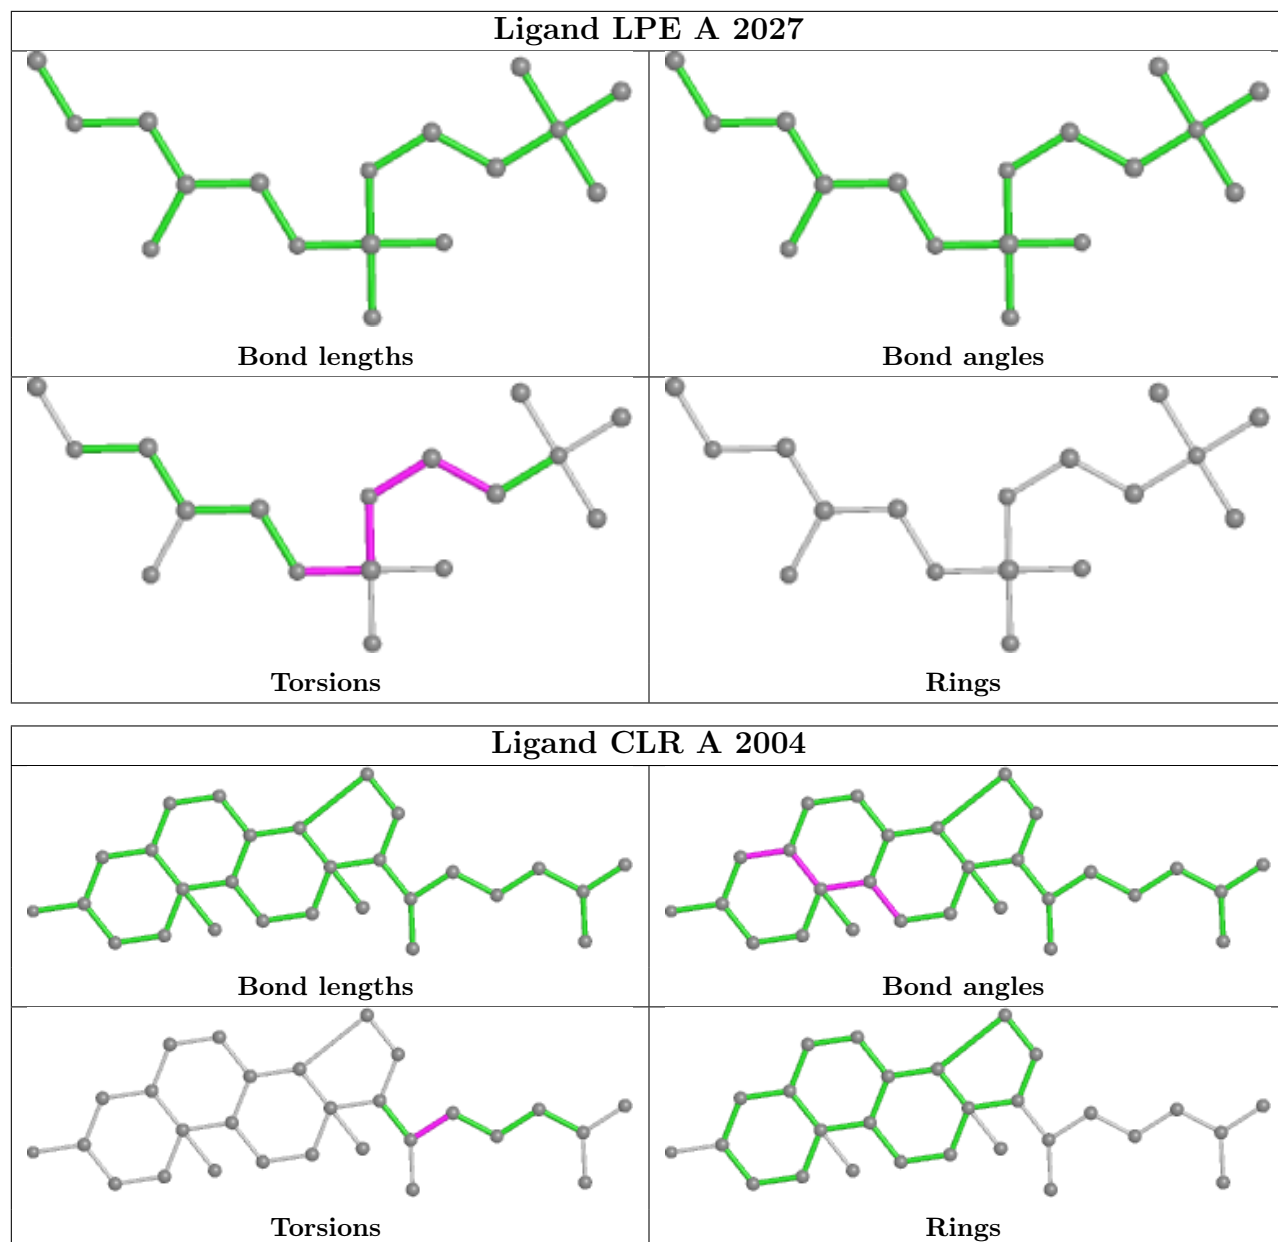 Ligand LPE A 2027
Bond lengths
Bond angles
Torsions
Rings
Ligand CLR A 2004
Bond lengths
Bond angles
Torsions
Rings